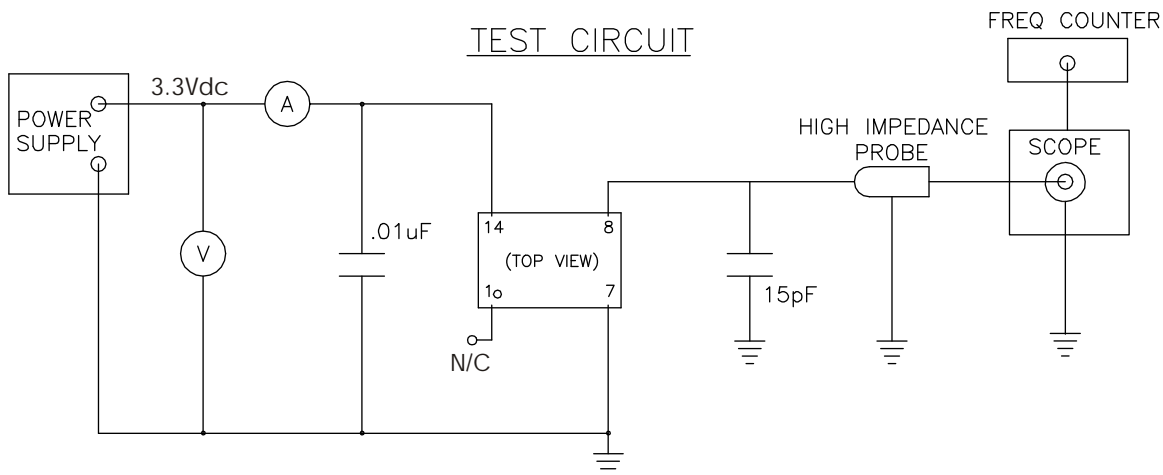 TEST CIRCUIT
FREQ COUNTER
3.3Vdc
A
POWER
SUPPLY
HIGH IMPEDANCE
PROBE
SCOPE
V
.01uF
14
8
(TOP VIEW)
1
7
15pF
N/C